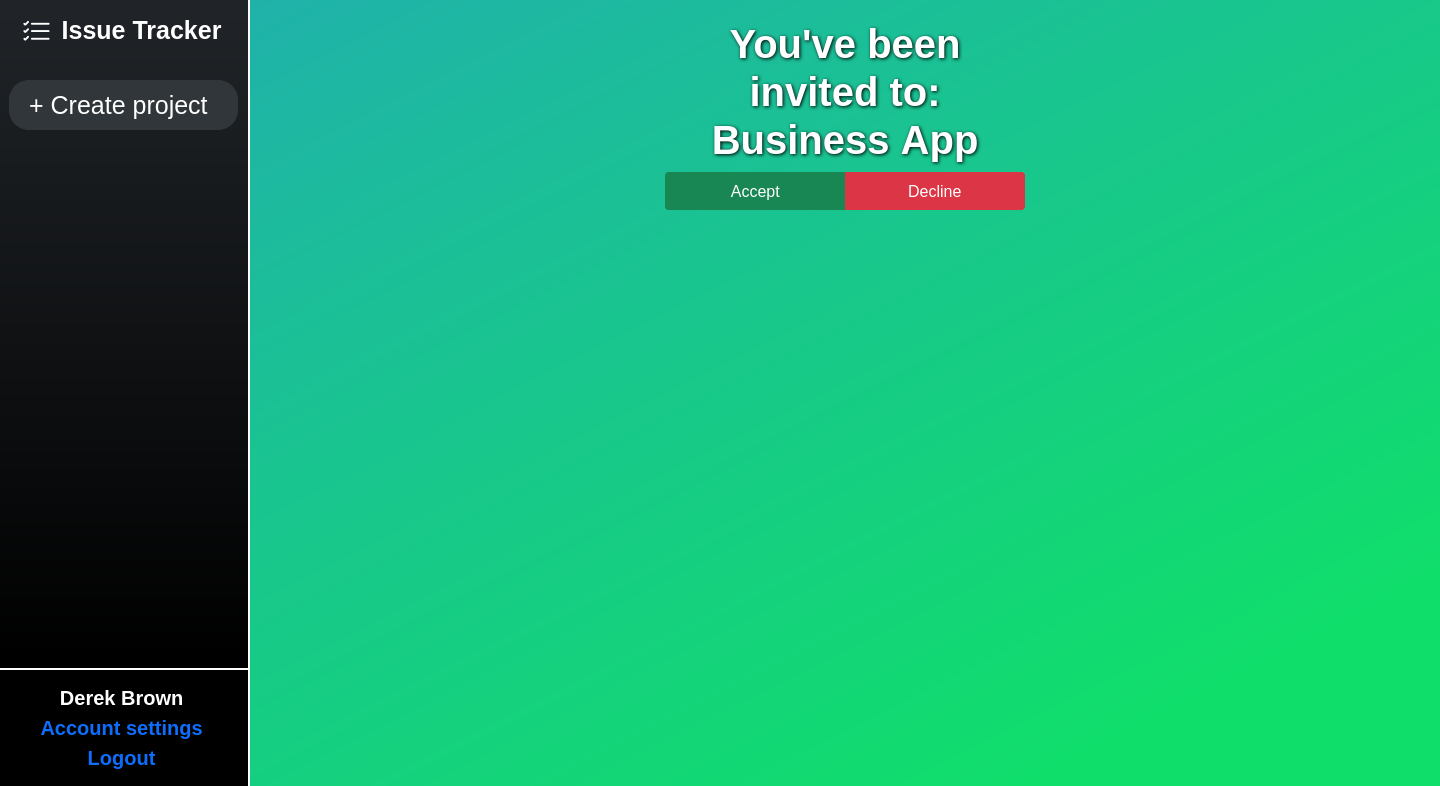 Issue Tracker
+ Create project
You've been
invited to:
Business App
Accept
Decline
Derek Brown
Account settings
Logout